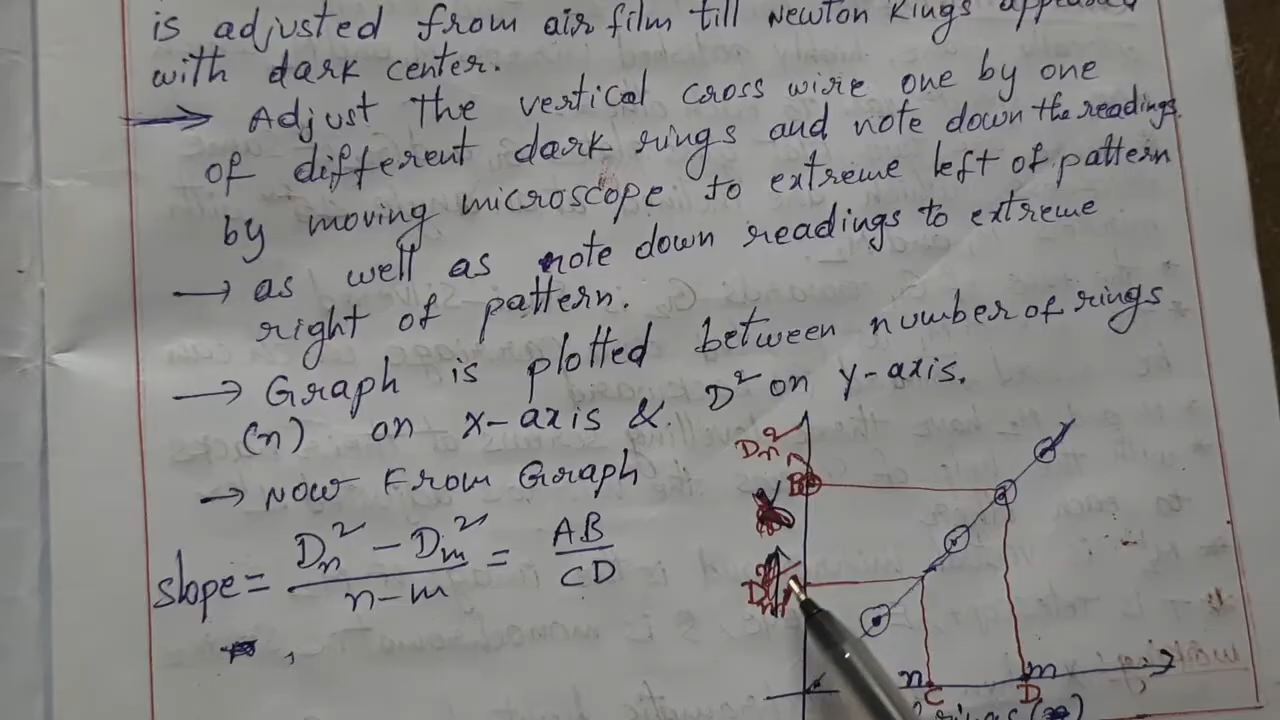 is adjusted from air film till Newton Rings appeared
with dark center.
→ Adjust the vertical cross wire one by one
of different dark rings and note down the readings
by moving microscope to extreme left of pattern
→ as well as note down readings to extreme
right of pattern.
→ Graph is plotted between number of rings
(n) on x-axis & D² on y-axis.
→ Now From Graph
slope = Dn² - Dm² / n-m = AB / CD
Dn²
B
n
m
C
D
rings